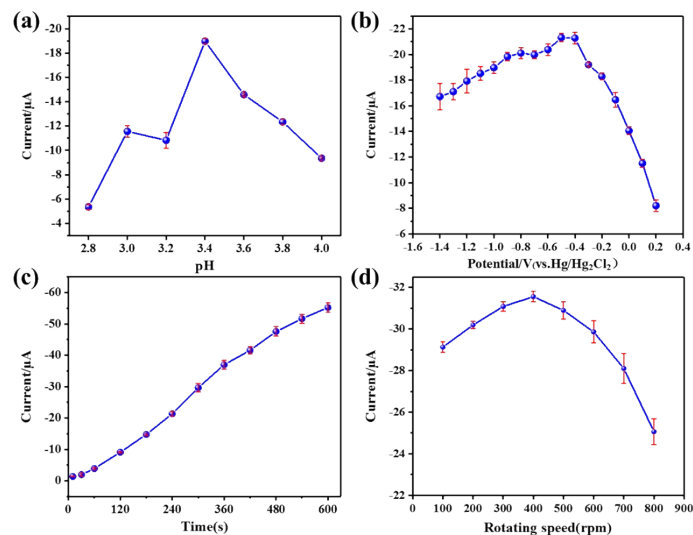 (a)
-20
-18
-16
-14
-12
-10
-8
-6
-4
Current/μA
2.8 3.0 3.2 3.4 3.6 3.8 4.0
pH
(b)
-22
-20
-18
-16
-14
-12
-10
-8
-6
Current/μA
-1.6 -1.4 -1.2 -1.0 -0.8 -0.6 -0.4 -0.2 0.0 0.2 0.4
Potential/V(vs.Hg/Hg₂Cl₂)
(c)
-60
-50
-40
-30
-20
-10
0
Current/μA
0 120 240 360 480 600
Time(s)
(d)
-32
-30
-28
-26
-24
-22
Current/μA
0 100 200 300 400 500 600 700 800 900
Rotating speed(rpm)